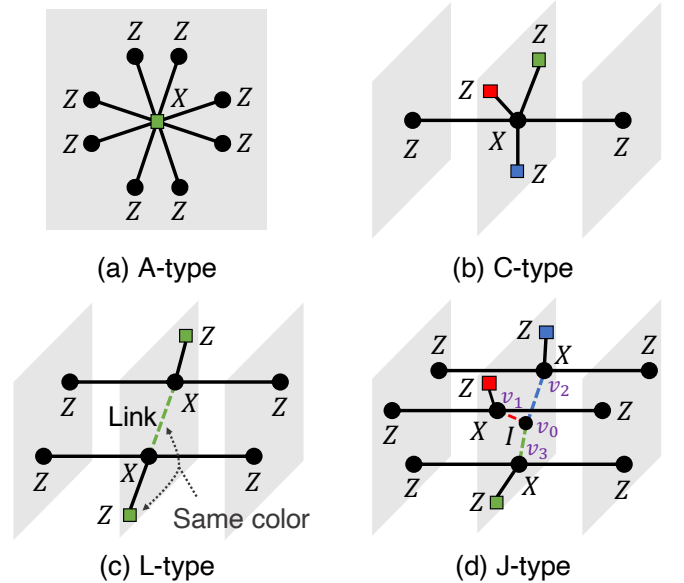 Z Z
Z X Z
Z Z
Z Z
(a) A-type
Z
Z
Z X Z
Z
(b) C-type
Z
Z X Z
Link
Z X Z
Z
Same color
(c) L-type
Z
Z X Z
Z v₁ v₂
Z X I v₀ Z
v₃
Z X Z
Z
(d) J-type